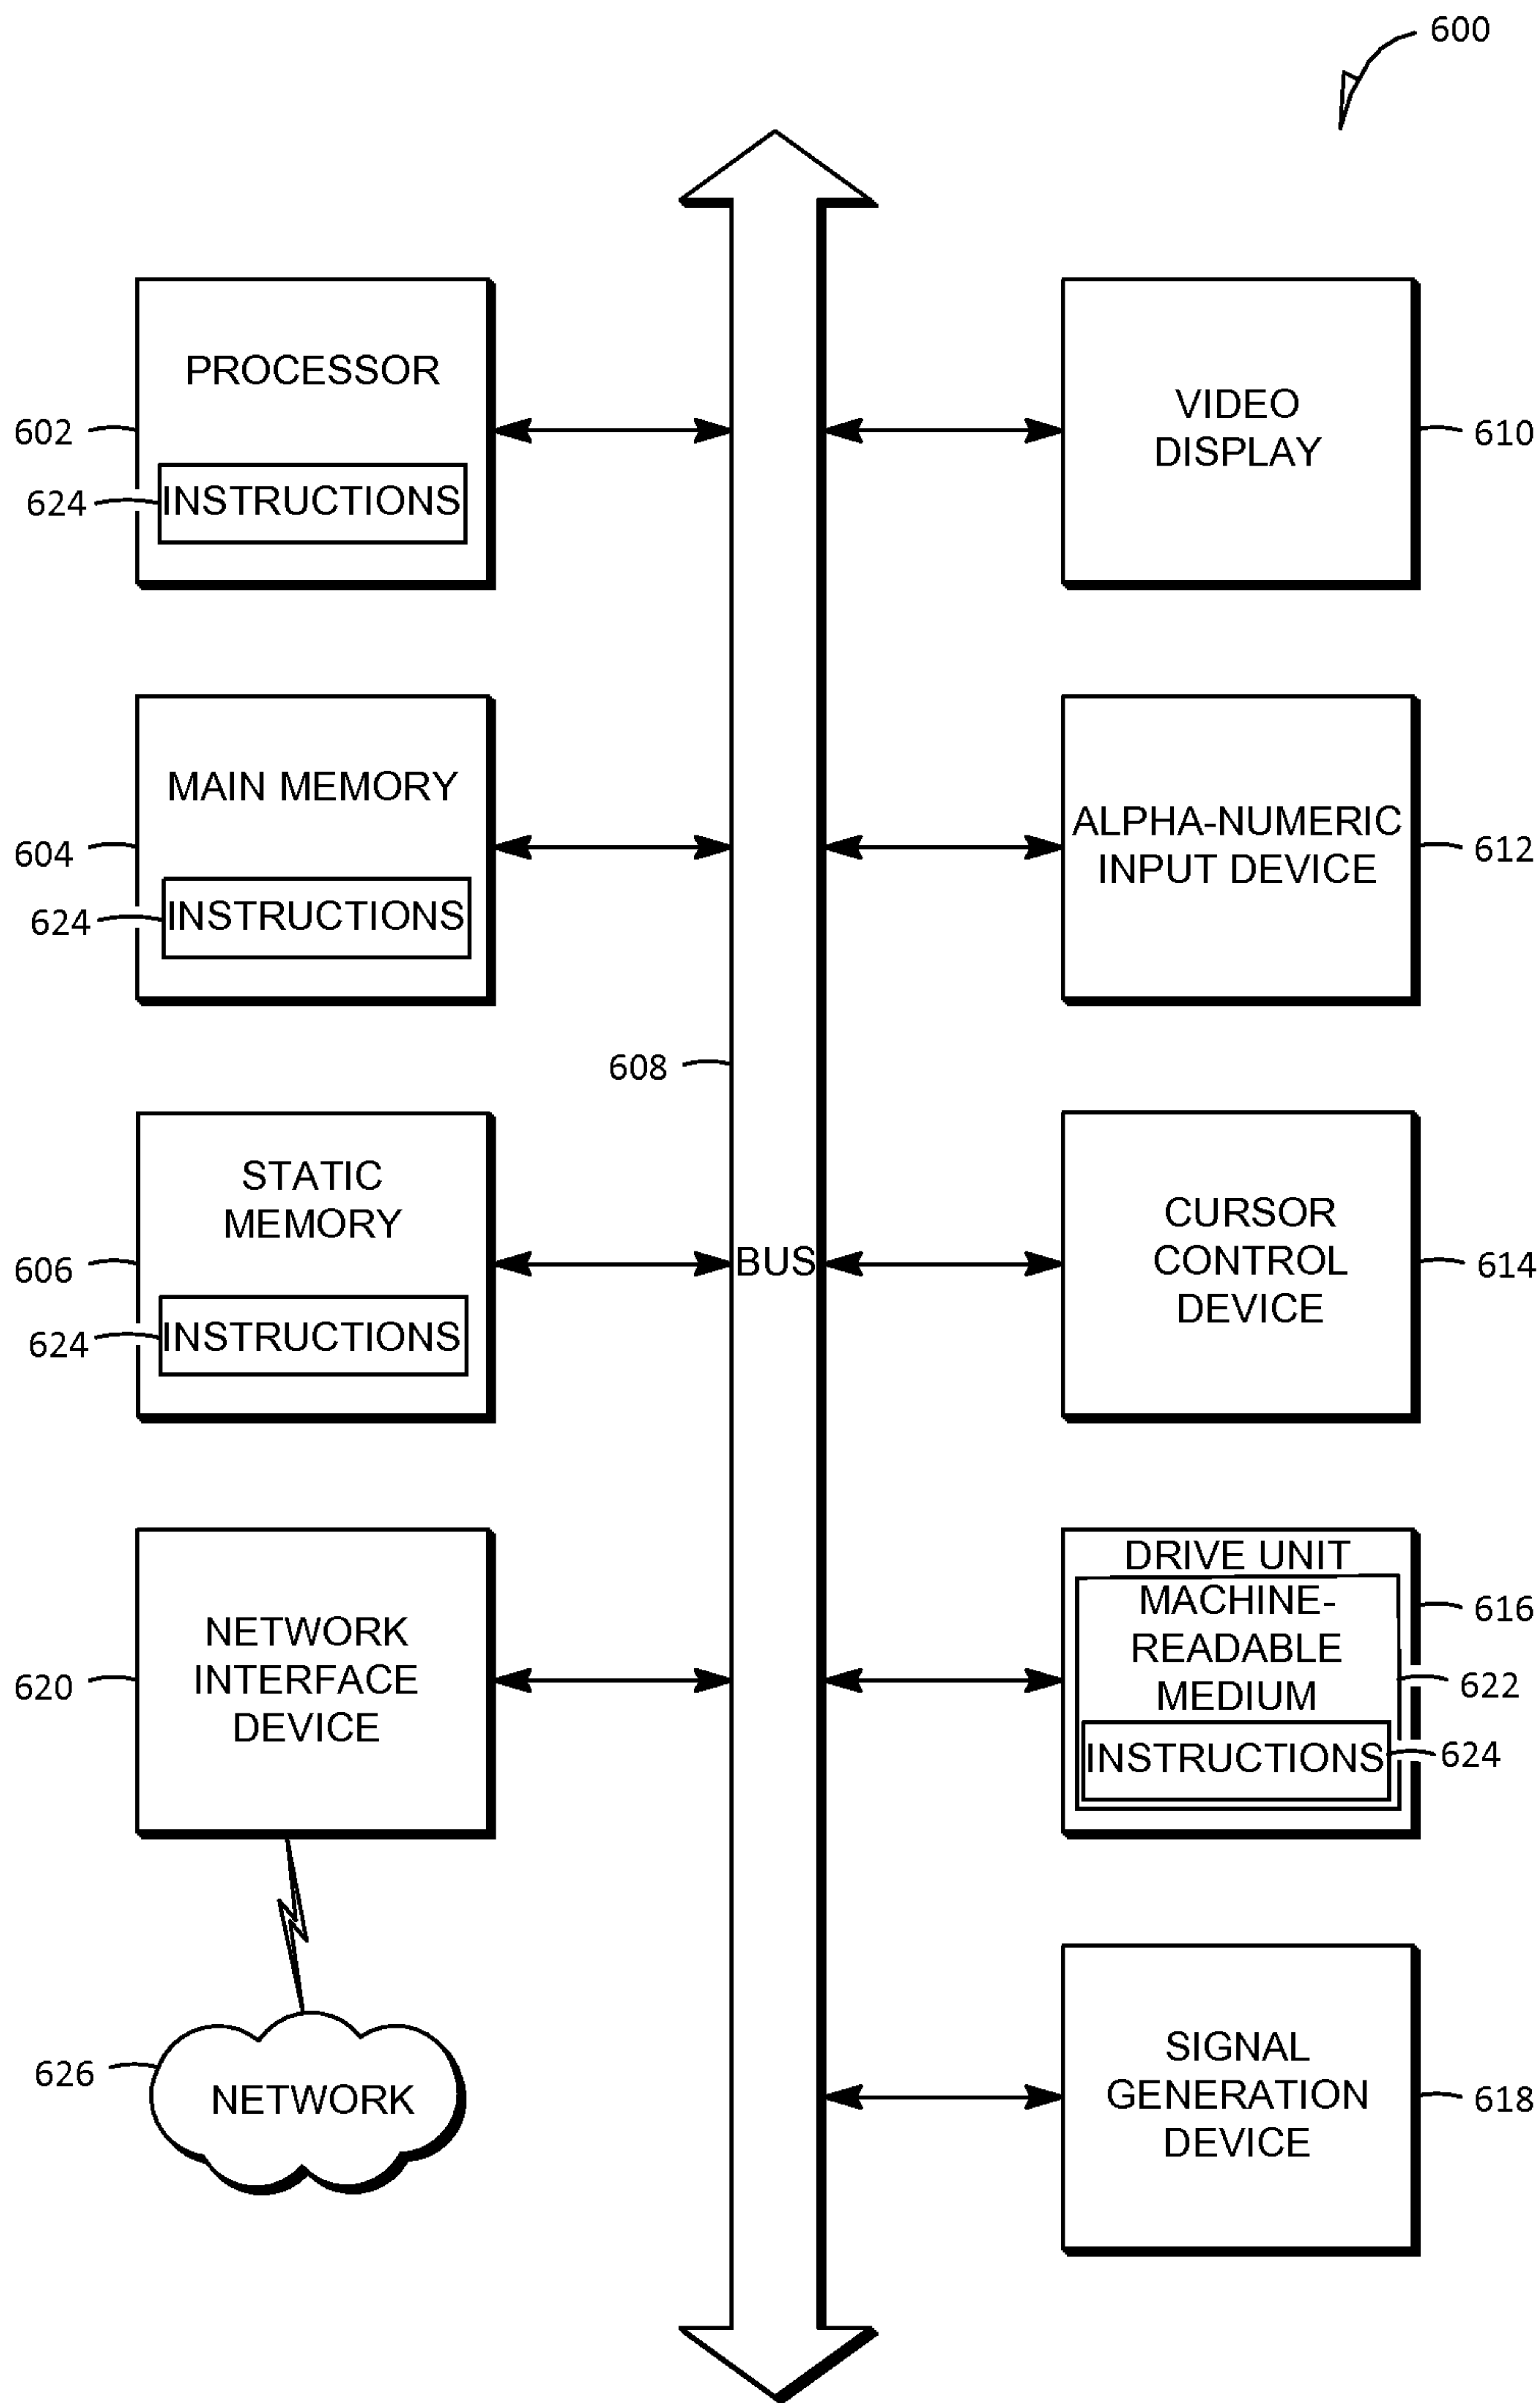 600
PROCESSOR
602
624
INSTRUCTIONS
MAIN MEMORY
604
624
INSTRUCTIONS
608
STATIC
MEMORY
606
624
INSTRUCTIONS
NETWORK
INTERFACE
DEVICE
620
626
NETWORK
BUS
VIDEO
DISPLAY
610
ALPHA-NUMERIC
INPUT DEVICE
612
CURSOR
CONTROL
DEVICE
614
DRIVE UNIT
616
MACHINE-
READABLE
MEDIUM
622
INSTRUCTIONS
624
SIGNAL
GENERATION
DEVICE
618